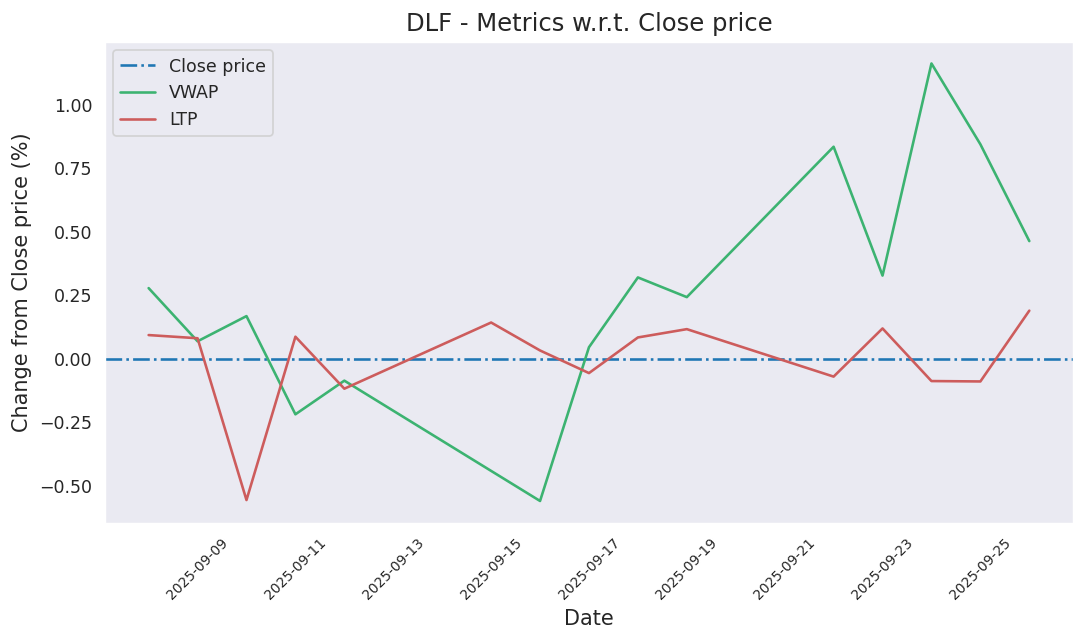 DLF - Metrics w.r.t. Close price
Close price
VWAP
LTP
Change from Close price (%)
1.00
0.75
0.50
0.25
0.00
−0.25
−0.50
2025-09-09
2025-09-11
2025-09-13
2025-09-15
2025-09-17
2025-09-19
2025-09-21
2025-09-23
2025-09-25
Date